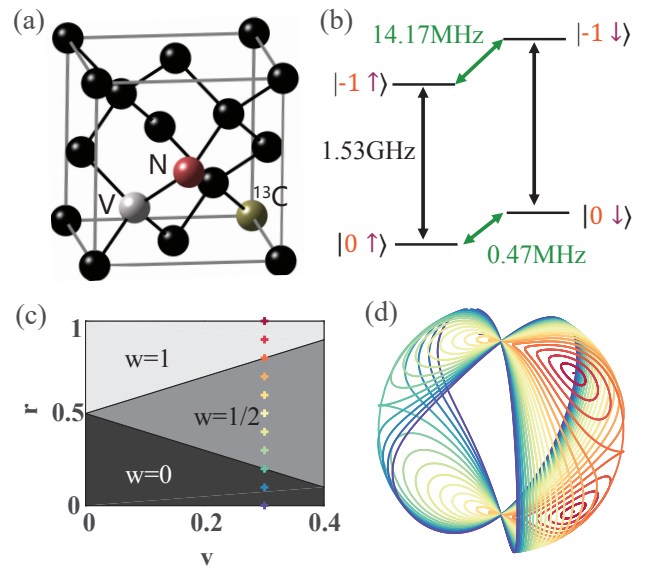 (a)
N
V
¹³C
(b)
14.17MHz
|-1 ↓⟩
|-1 ↑⟩
1.53GHz
|0 ↓⟩
|0 ↑⟩
0.47MHz
(c)
1
w=1
r
0.5
w=1/2
w=0
0
0 0.2 0.4
v
(d)